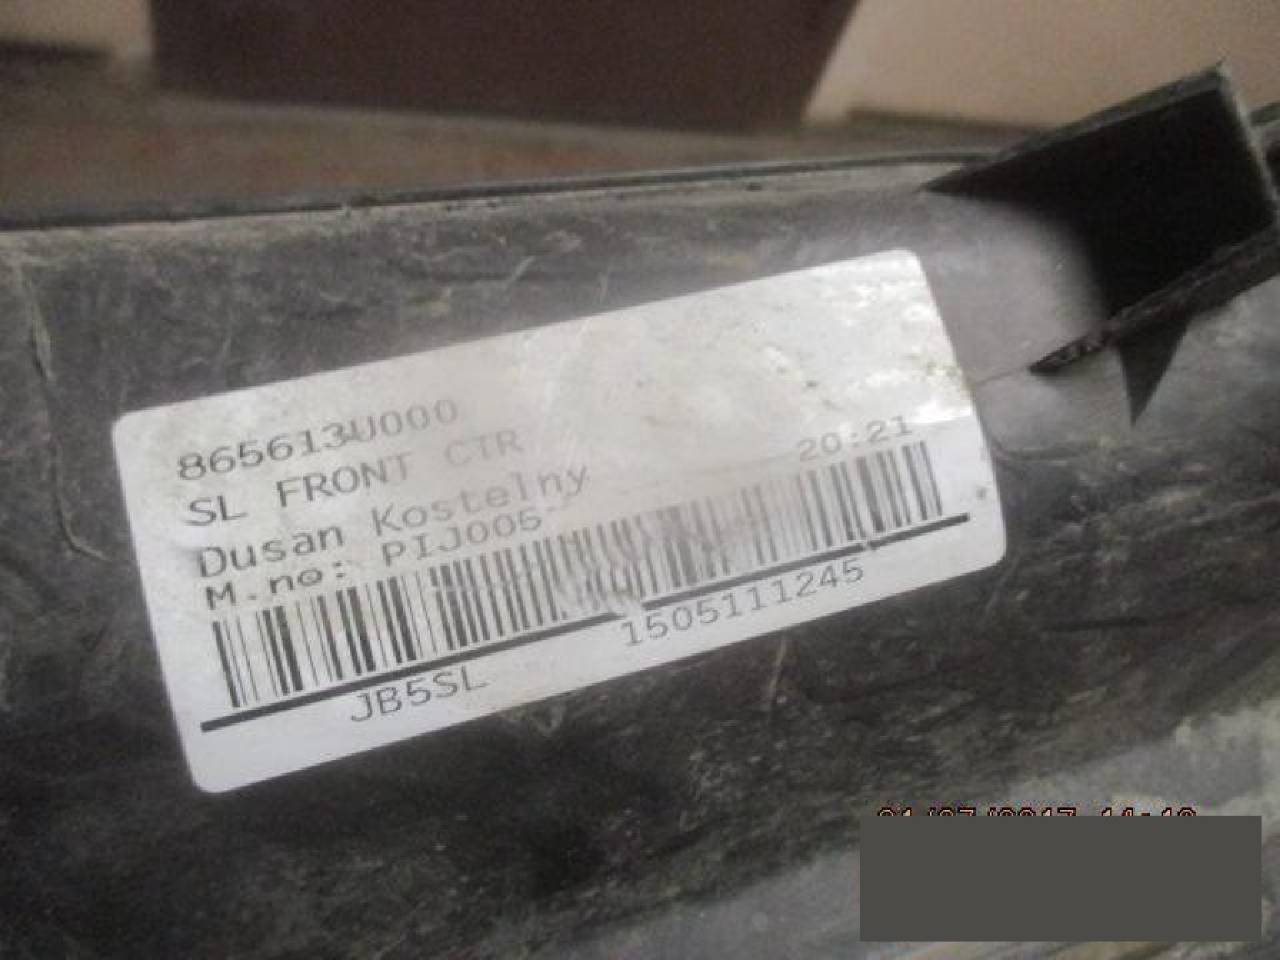 865613U000
SL FRONT CTR
Dusan Kostelny
20:21
M.no: PIJ005
JB5SL
1505111245